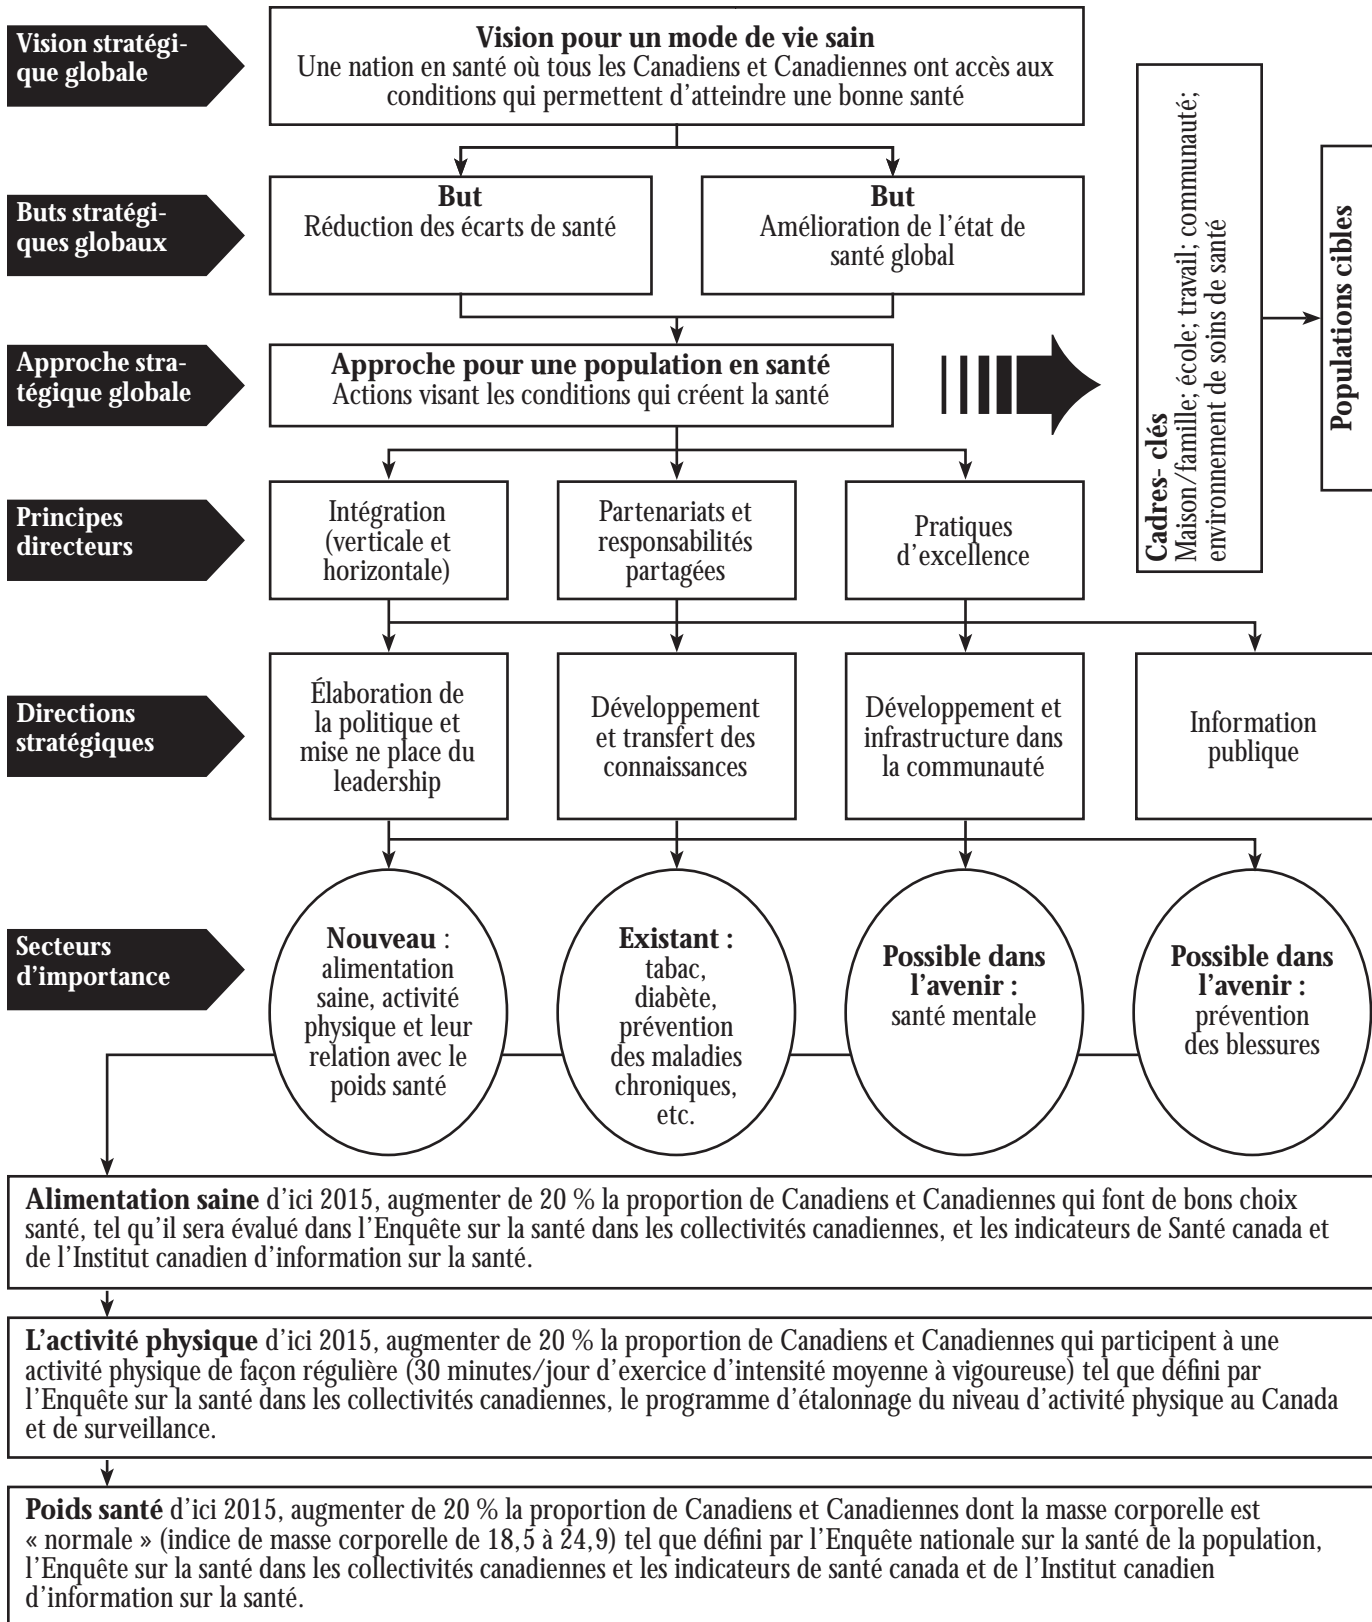 Vision stratégi-
que globale
Vision pour un mode de vie sain
Une nation en santé où tous les Canadiens et Canadiennes ont accès aux
conditions qui permettent d’atteindre une bonne santé
Buts straté gi-
ques globaux
But
Réduction des écarts de santé
But
Amélioration de l’état de
santé global
Approche stra-
tégique globale
Approche pour une population en santé
Actions visant les conditions qui créent la santé
Cadres- clés
Maison/famille; école; travail; communauté;
environnement de soins de santé
Populations cibles
Principes
directeurs
Intégration
(verticale et
horizontale)
Partenariats et
responsabilités
partagées
Pratiques
d’excellence
Directions
stratégiques
Élaboration de
la politique et
mise ne place du
leadership
Développement
et transfert des
connaissances
Développement et
infrastructure dans
la communauté
Information
publique
Secteurs
d’importance
Nouveau :
alimentation
saine, activité
physique et leur
relation avec le
poids santé
Existant :
tabac,
diabète,
prévention
des maladies
chroniques,
etc.
Possible dans
l’avenir :
santé mentale
Possible dans
l’avenir :
prévention
des blessures
Alimentation saine d’ici 2015, augmenter de 20 % la proportion de Canadiens et Canadiennes qui font de bons choix
santé, tel qu’il sera évalué dans l’Enquête sur la santé dans les collectivités canadiennes, et les indicateurs de Santé canada et
de l’Institut canadien d’information sur la santé.
L’activité physique d’ici 2015, augmenter de 20 % la proportion de Canadiens et Canadiennes qui participent à une
activité physique de façon régulière (30 minutes/jour d’exercice d’intensité moyenne à vigoureuse) tel que défini par
l’Enquête sur la santé dans les collectivités canadiennes, le programme d’étalonnage du niveau d’activité physique au Canada
et de surveillance.
Poids santé d’ici 2015, augmenter de 20 % la proportion de Canadiens et Canadiennes dont la masse corporelle est
« normale » (indice de masse corporelle de 18,5 à 24,9) tel que défini par l’Enquête nationale sur la santé de la population,
l’Enquête sur la santé dans les collectivités canadiennes et les indicateurs de santé canada et de l’Institut canadien
d’information sur la santé.